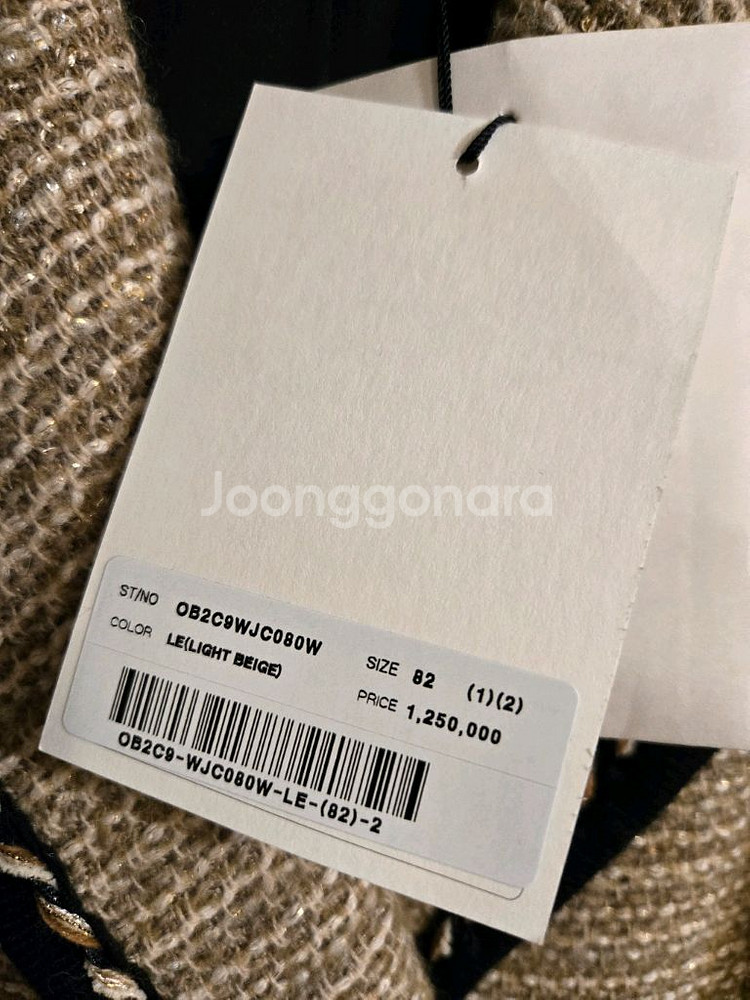 Joonggonara
ST/NO OB2C9WJC080W
COLOR LE(LIGHT BEIGE)
SIZE 82 (1)(2)
PRICE 1,250,000
OB2C9-WJC080W-LE-(82)-2